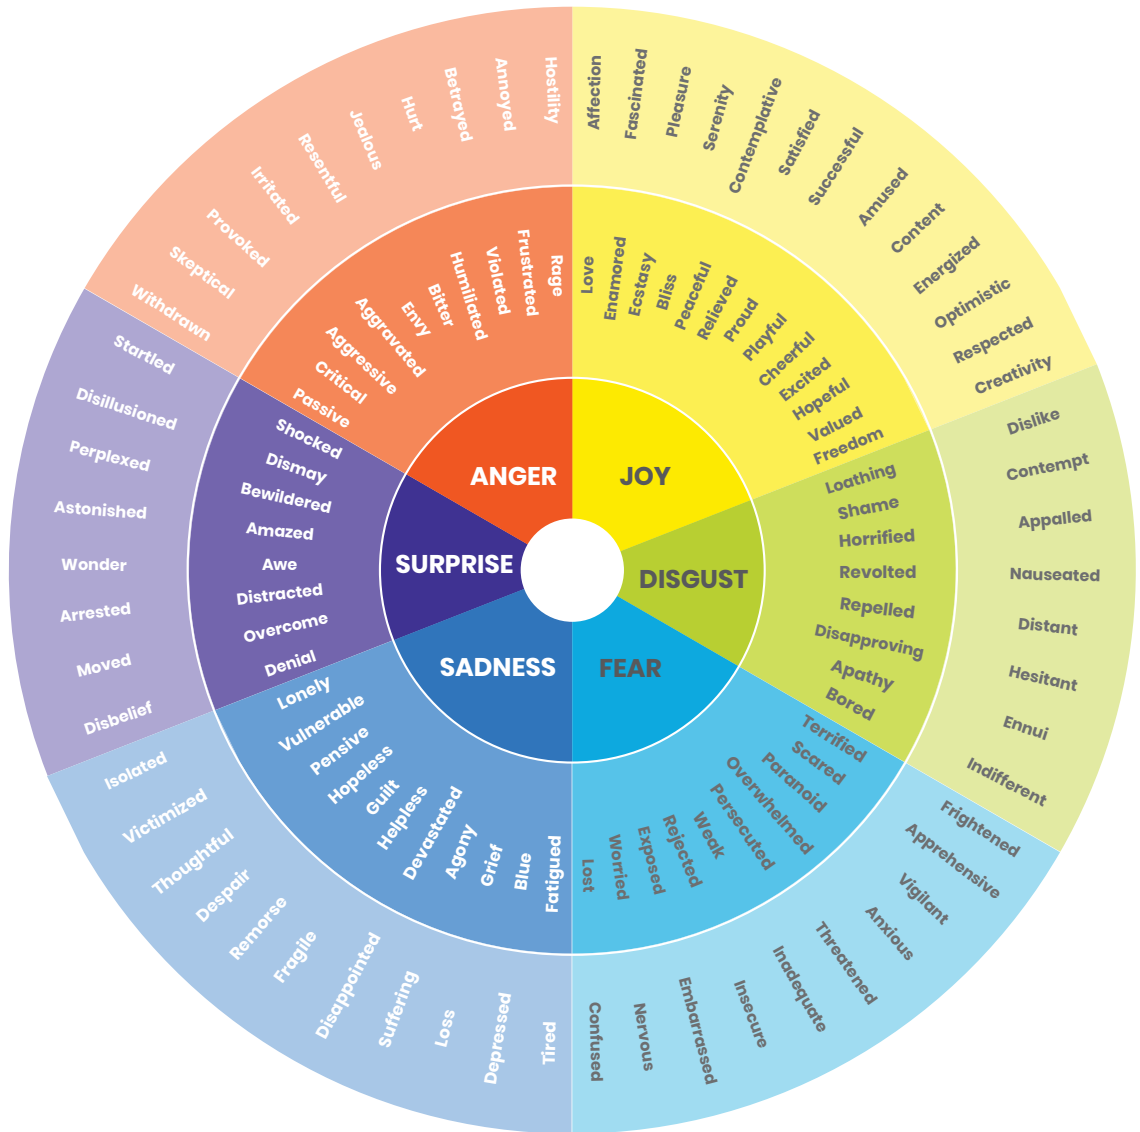 JOY
DISGUST
FEAR
SADNESS
SURPRISE
ANGER
Love
Enamored
Ecstasy
Bliss
Peaceful
Relieved
Proud
Playful
Cheerful
Excited
Hopeful
Valued
Freedom
Loathing
Shame
Horrified
Revolted
Repelled
Disapproving
Apathy
Bored
Terrified
Scared
Paranoid
Overwhelmed
Persecuted
Weak
Rejected
Exposed
Worried
Lost
Fatigued
Blue
Grief
Agony
Devastated
Helpless
Guilt
Hopeless
Pensive
Vulnerable
Lonely
Denial
Overcome
Distracted
Awe
Amazed
Bewildered
Dismay
Shocked
Passive
Critical
Aggressive
Aggravated
Envy
Bitter
Humiliated
Violated
Frustrated
Rage
Affection
Fascinated
Pleasure
Serenity
Contemplative
Satisfied
Successful
Amused
Content
Energized
Optimistic
Respected
Creativity
Dislike
Contempt
Appalled
Nauseated
Distant
Hesitant
Ennui
Indifferent
Frightened
Apprehensive
Vigilant
Anxious
Threatened
Inadequate
Insecure
Embarrassed
Nervous
Confused
Tired
Depressed
Loss
Suffering
Disappointed
Fragile
Remorse
Despair
Thoughtful
Victimized
Isolated
Disbelief
Moved
Arrested
Wonder
Astonished
Perplexed
Disillusioned
Startled
Withdrawn
Skeptical
Provoked
Irritated
Resentful
Jealous
Hurt
Betrayed
Annoyed
Hostility